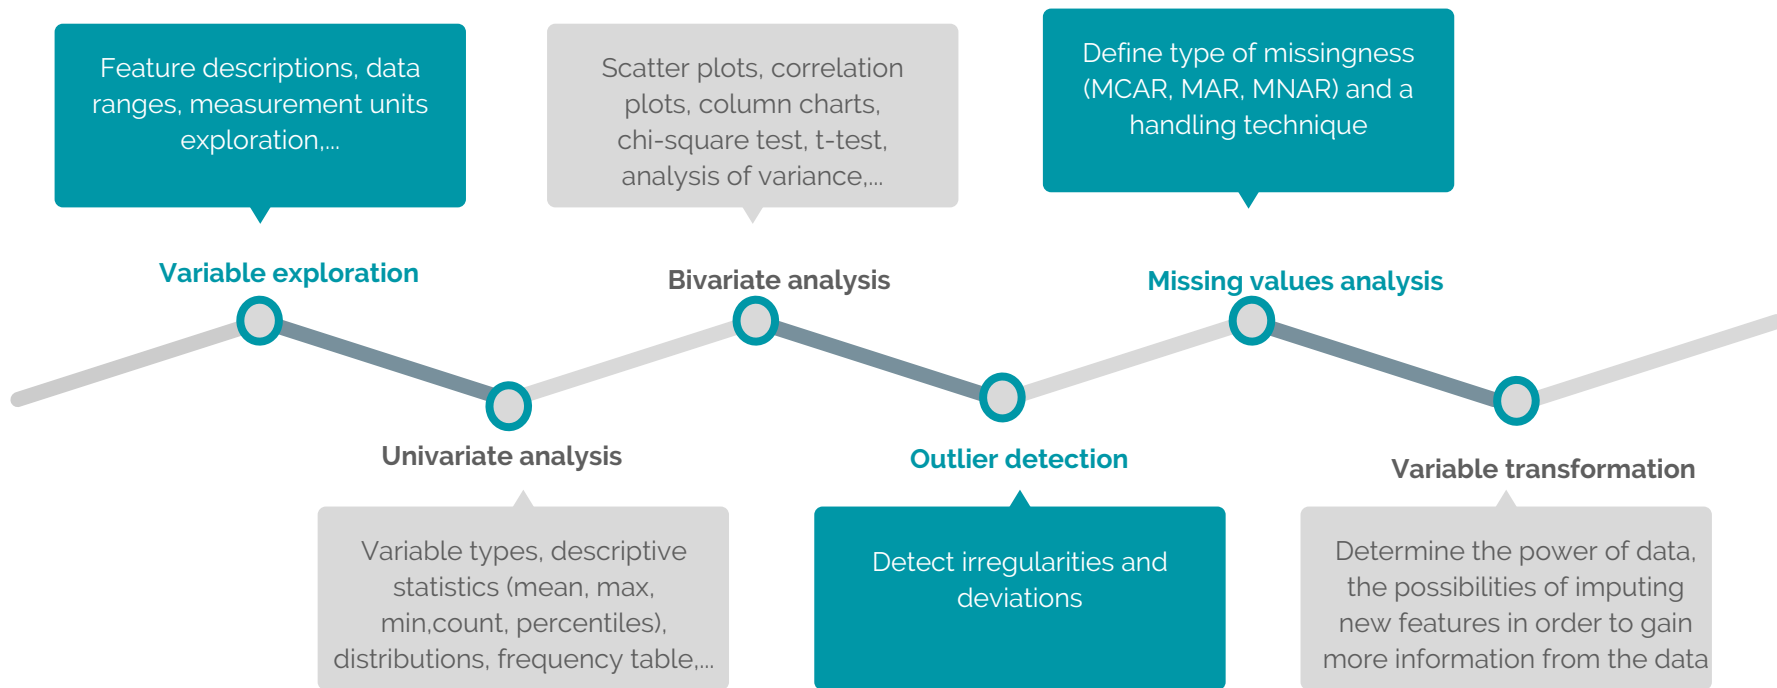 Feature descriptions, data
ranges, measurement units
exploration,...
Variable exploration
Scatter plots, correlation
plots, column charts,
chi-square test, t-test,
analysis of variance,...
Bivariate analysis
Define type of missingness
(MCAR, MAR, MNAR) and a
handling technique
Missing values analysis
Univariate analysis
Variable types, descriptive
statistics (mean, max,
min,count, percentiles),
distributions, frequency table,...
Outlier detection
Detect irregularities and
deviations
Variable transformation
Determine the power of data,
the possibilities of imputing
new features in order to gain
more information from the data